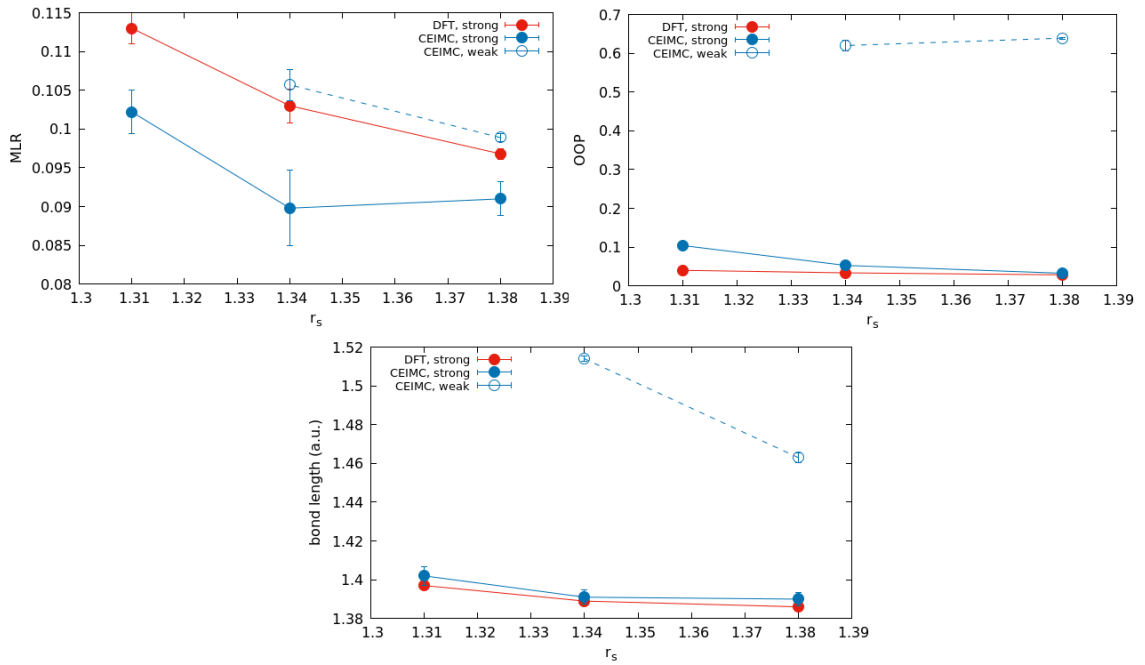 0.115
0.11
0.105
0.1
0.095
0.09
0.085
0.08
MLR
1.3 1.31 1.32 1.33 1.34 1.35 1.36 1.37 1.38 1.39
r_s
DFT, strong
CEIMC, strong
CEIMC, weak
0.7
0.6
0.5
0.4
0.3
0.2
0.1
0
OOP
1.3 1.31 1.32 1.33 1.34 1.35 1.36 1.37 1.38 1.39
r_s
DFT, strong
CEIMC, strong
CEIMC, weak
1.52
1.5
1.48
1.46
1.44
1.42
1.4
1.38
bond length (a.u.)
1.3 1.31 1.32 1.33 1.34 1.35 1.36 1.37 1.38 1.39
r_s
DFT, strong
CEIMC, strong
CEIMC, weak